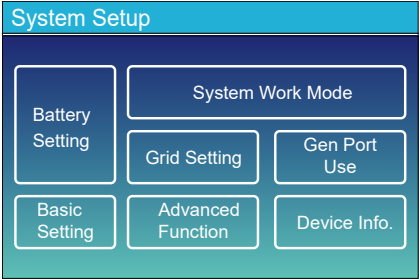 System Setup
System Work Mode
Battery
Setting
Grid Setting
Gen Port
Use
Basic
Setting
Advanced
Function
Device Info.